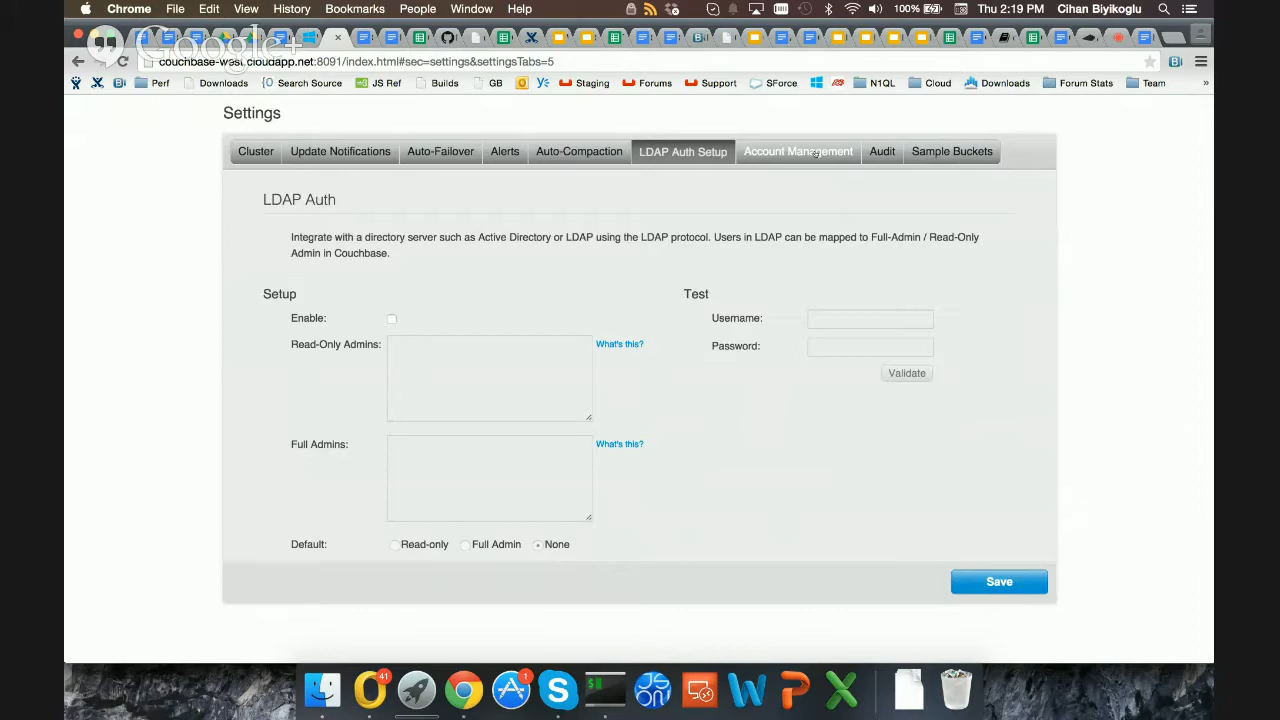 Chrome File Edit View History Bookmarks People Window Help 100% Thu 2:19 PM Cihan Biyikoglu
Google+
couchbase-west.cloudapp.net:8091/index.html#sec=settings&settingsTabs=5
Perf Downloads Search Source JS Ref Builds GB Staging Forums Support SForce N1QL Cloud Downloads Forum Stats Team »
Settings
Cluster Update Notifications Auto-Failover Alerts Auto-Compaction LDAP Auth Setup Account Management Audit Sample Buckets
LDAP Auth
Integrate with a directory server such as Active Directory or LDAP using the LDAP protocol. Users in LDAP can be mapped to Full-Admin / Read-Only
Admin in Couchbase.
Setup Test
Enable: Username:
Read-Only Admins: What's this? Password:
Validate
Full Admins: What's this?
Default: Read-only Full Admin None
Save
41 1